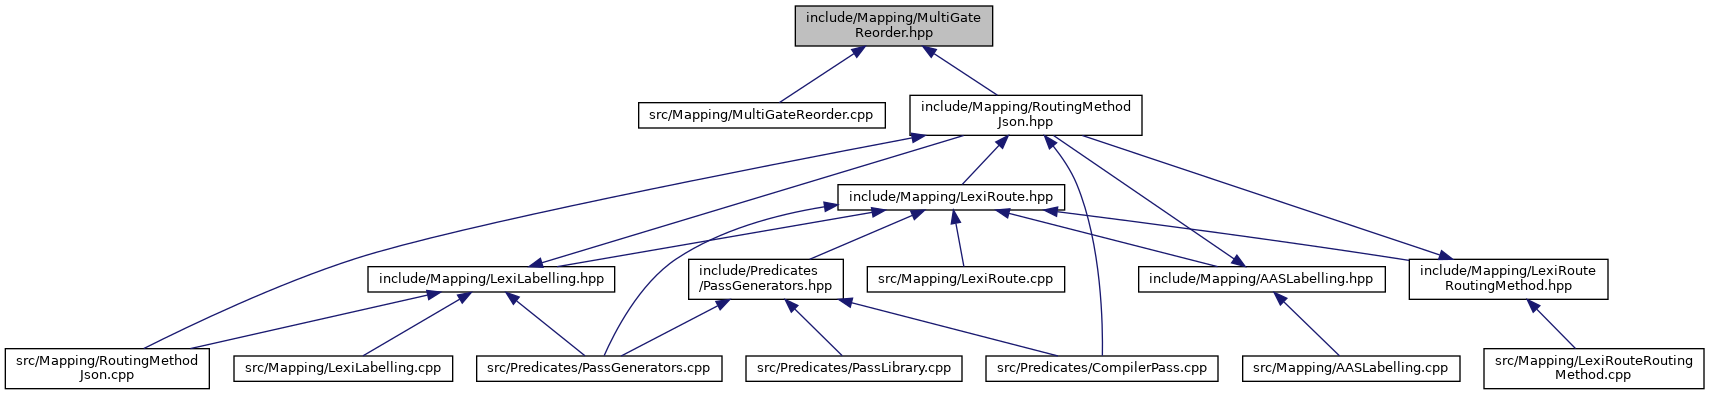 include/Mapping/MultiGate
Reorder.hpp
src/Mapping/MultiGateReorder.cpp
include/Mapping/RoutingMethod
Json.hpp
include/Mapping/LexiRoute.hpp
include/Mapping/LexiLabelling.hpp
include/Predicates
/PassGenerators.hpp
src/Mapping/LexiRoute.cpp
include/Mapping/AASLabelling.hpp
include/Mapping/LexiRoute
RoutingMethod.hpp
src/Mapping/RoutingMethod
Json.cpp
src/Mapping/LexiLabelling.cpp
src/Predicates/PassGenerators.cpp
src/Predicates/PassLibrary.cpp
src/Predicates/CompilerPass.cpp
src/Mapping/AASLabelling.cpp
src/Mapping/LexiRouteRouting
Method.cpp